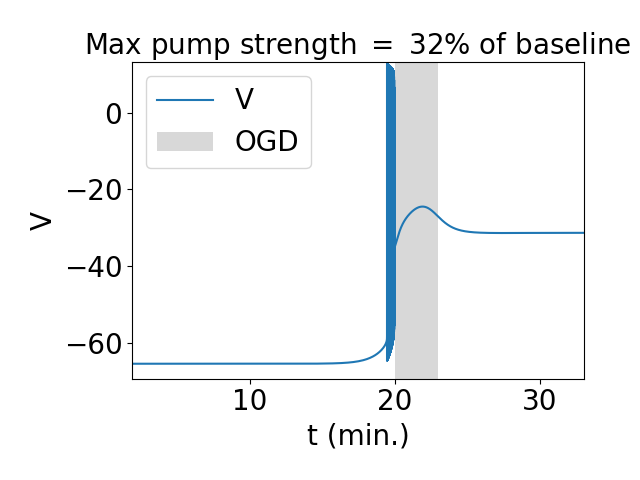 Max pump strength = 32% of baseline
V
OGD
0
−20
−40
−60
V
10
20
30
t (min.)